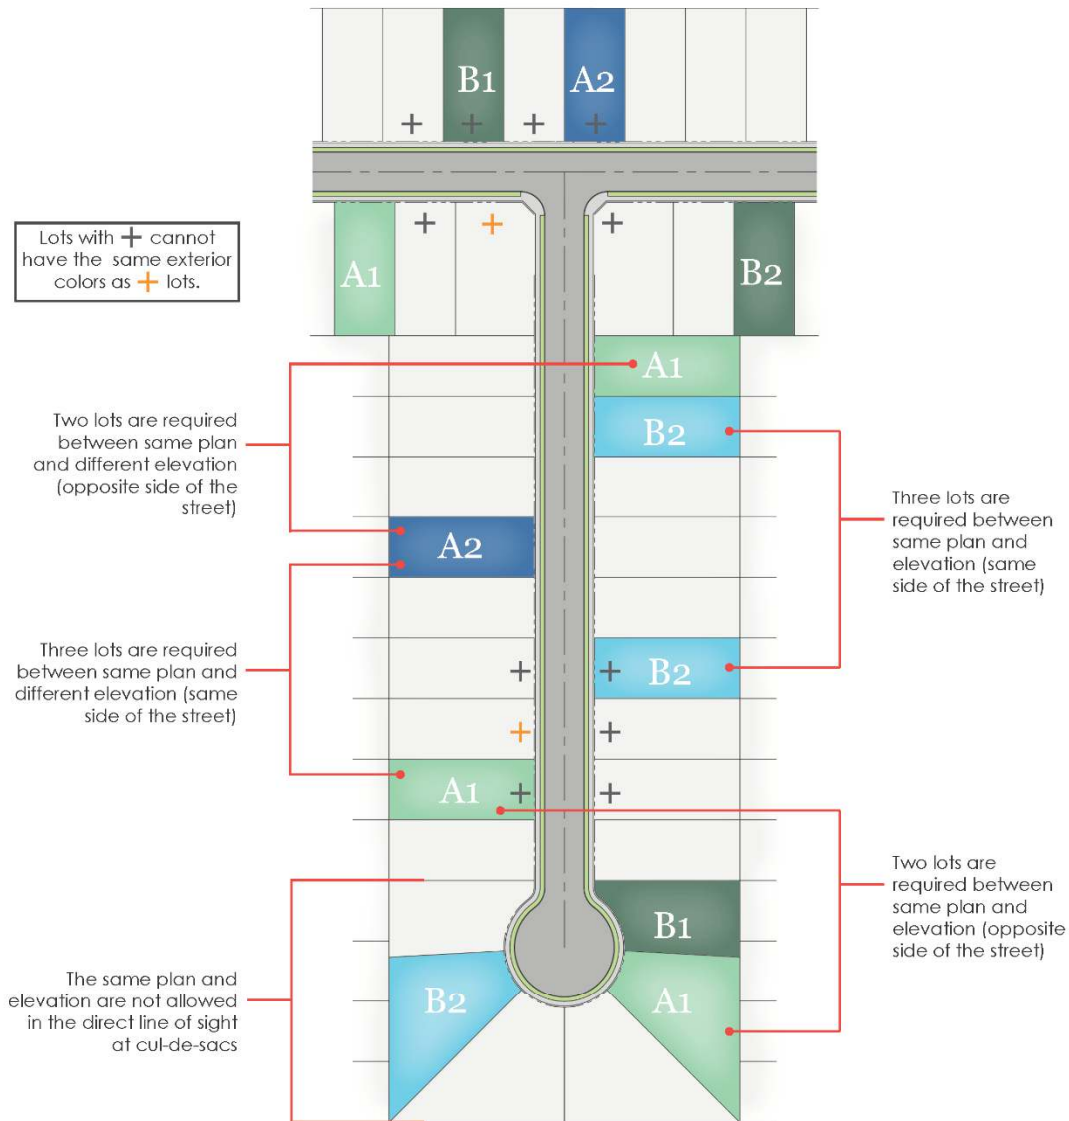 B1
A2
Lots with + cannot
have the same exterior
colors as + lots.
A1
B2
A1
B2
Two lots are required
between same plan
and different elevation
(opposite side of the
street)
Three lots are
required between
same plan and
elevation (same
side of the street)
A2
Three lots are required
between same plan and
different elevation (same
side of the street)
B2
A1
Two lots are
required between
same plan and
elevation (opposite
side of the street)
B1
The same plan and
elevation are not allowed
in the direct line of sight
at cul-de-sacs
B2
A1